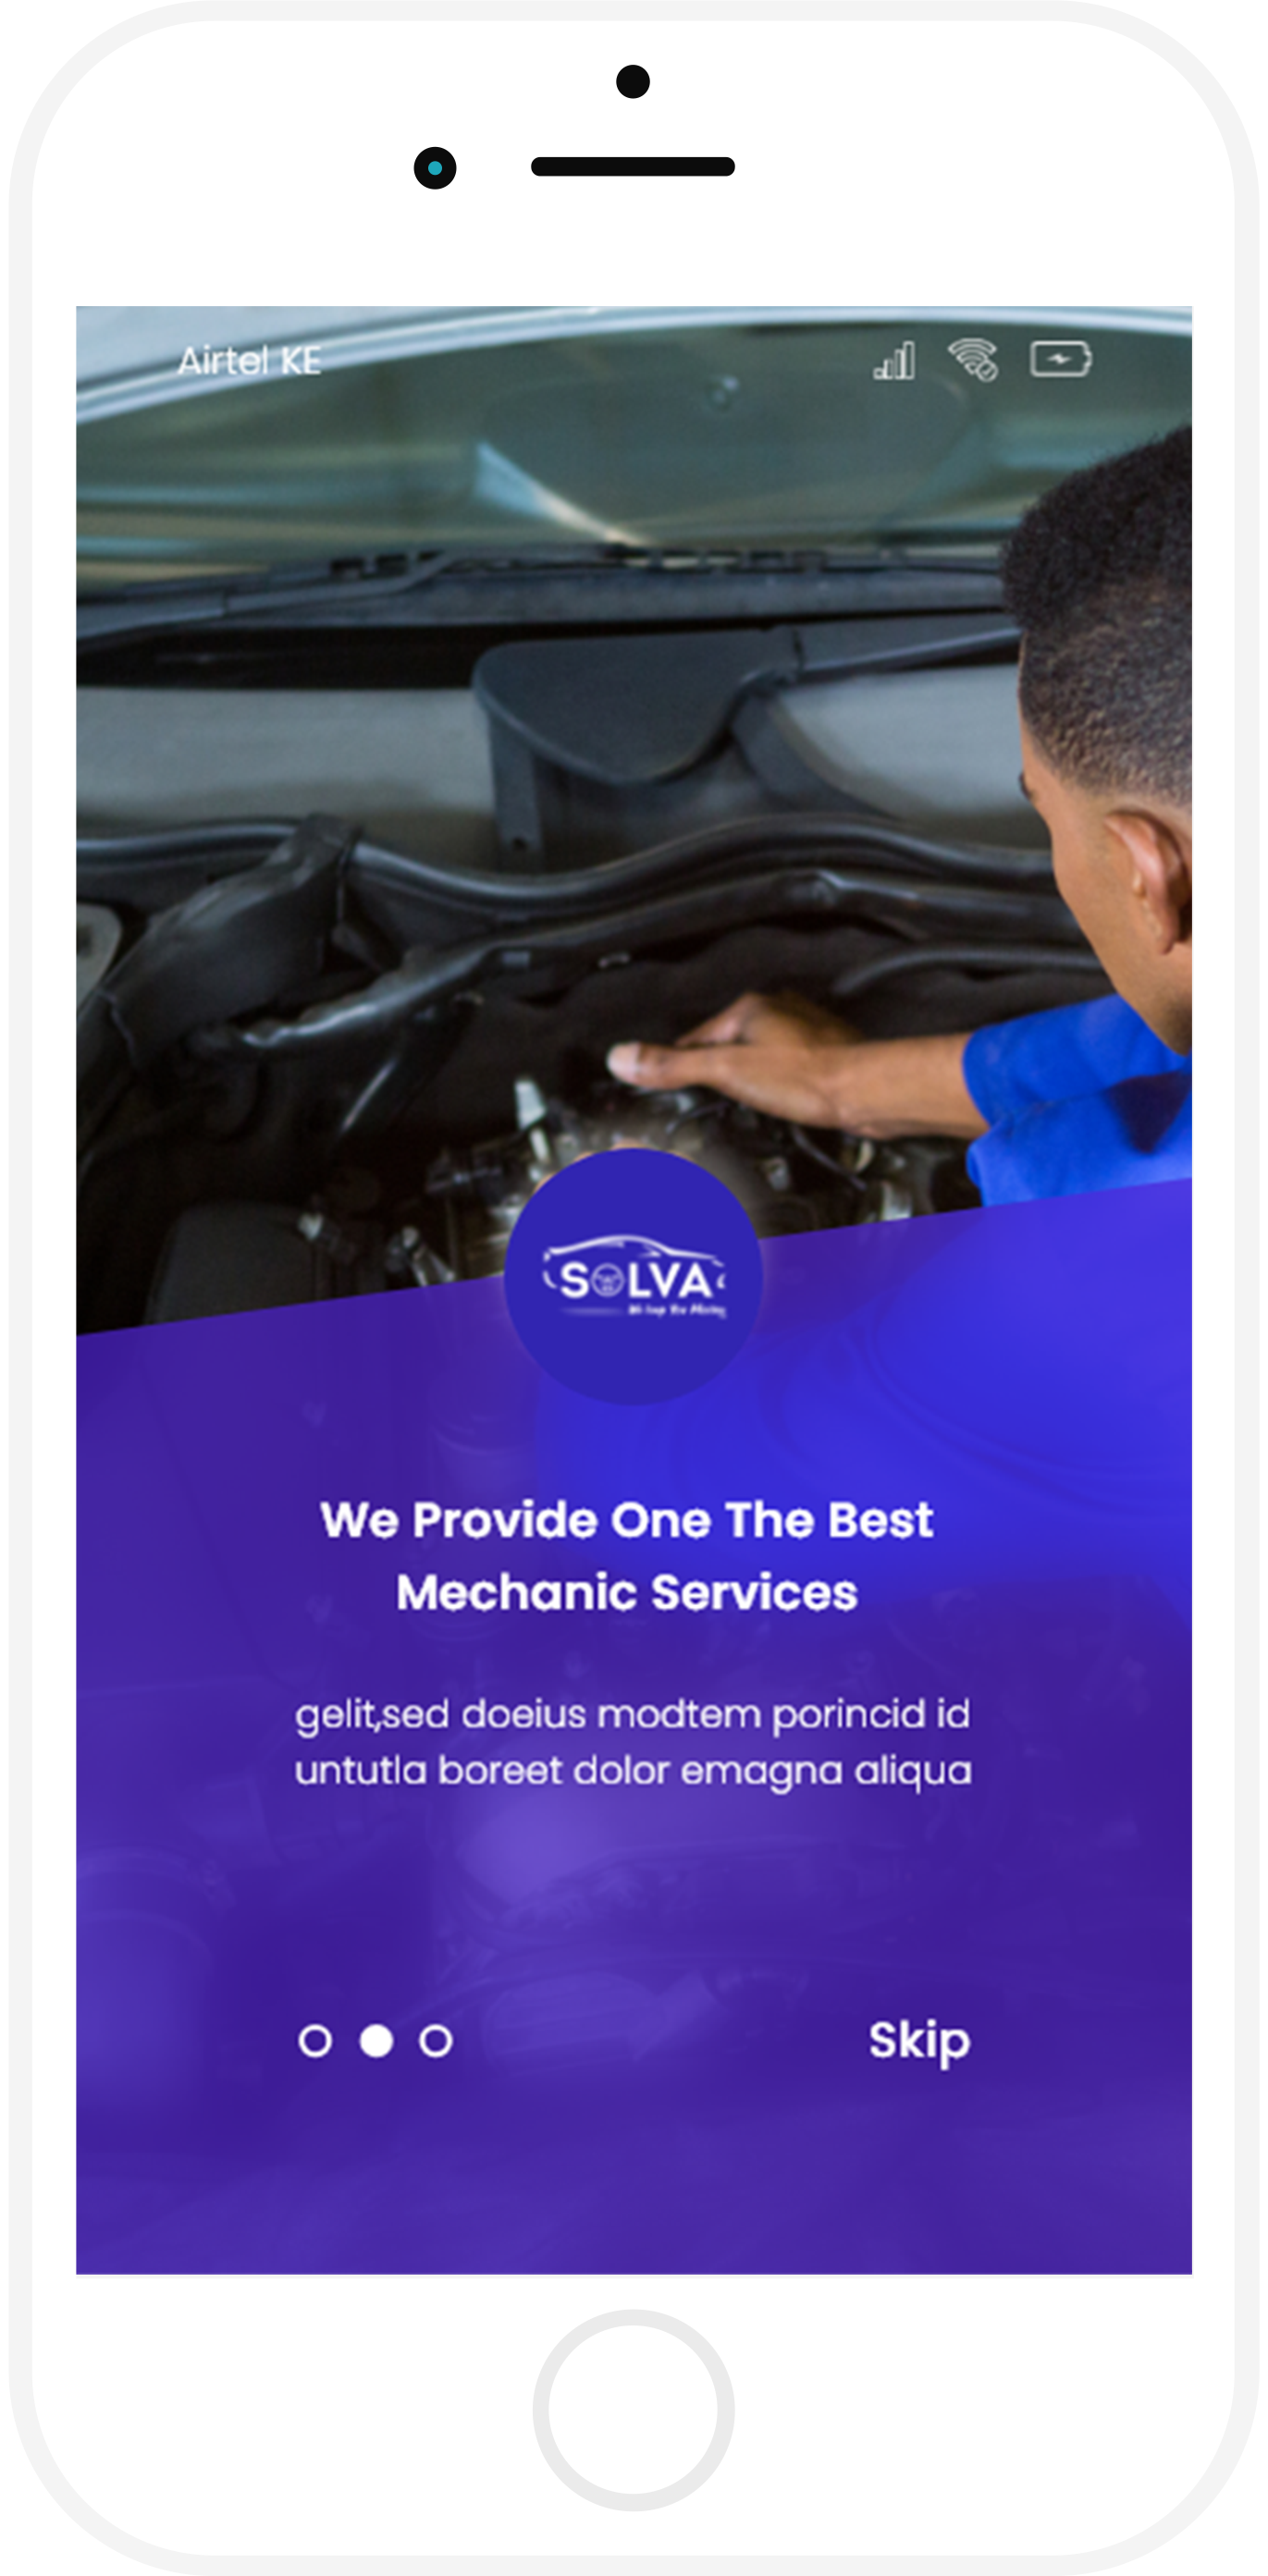 Airtel KE
SOLVA
We Provide One The Best
Mechanic Services
gelit,sed doeius modtem porincid id
untutla boreet dolor emagna aliqua
Skip